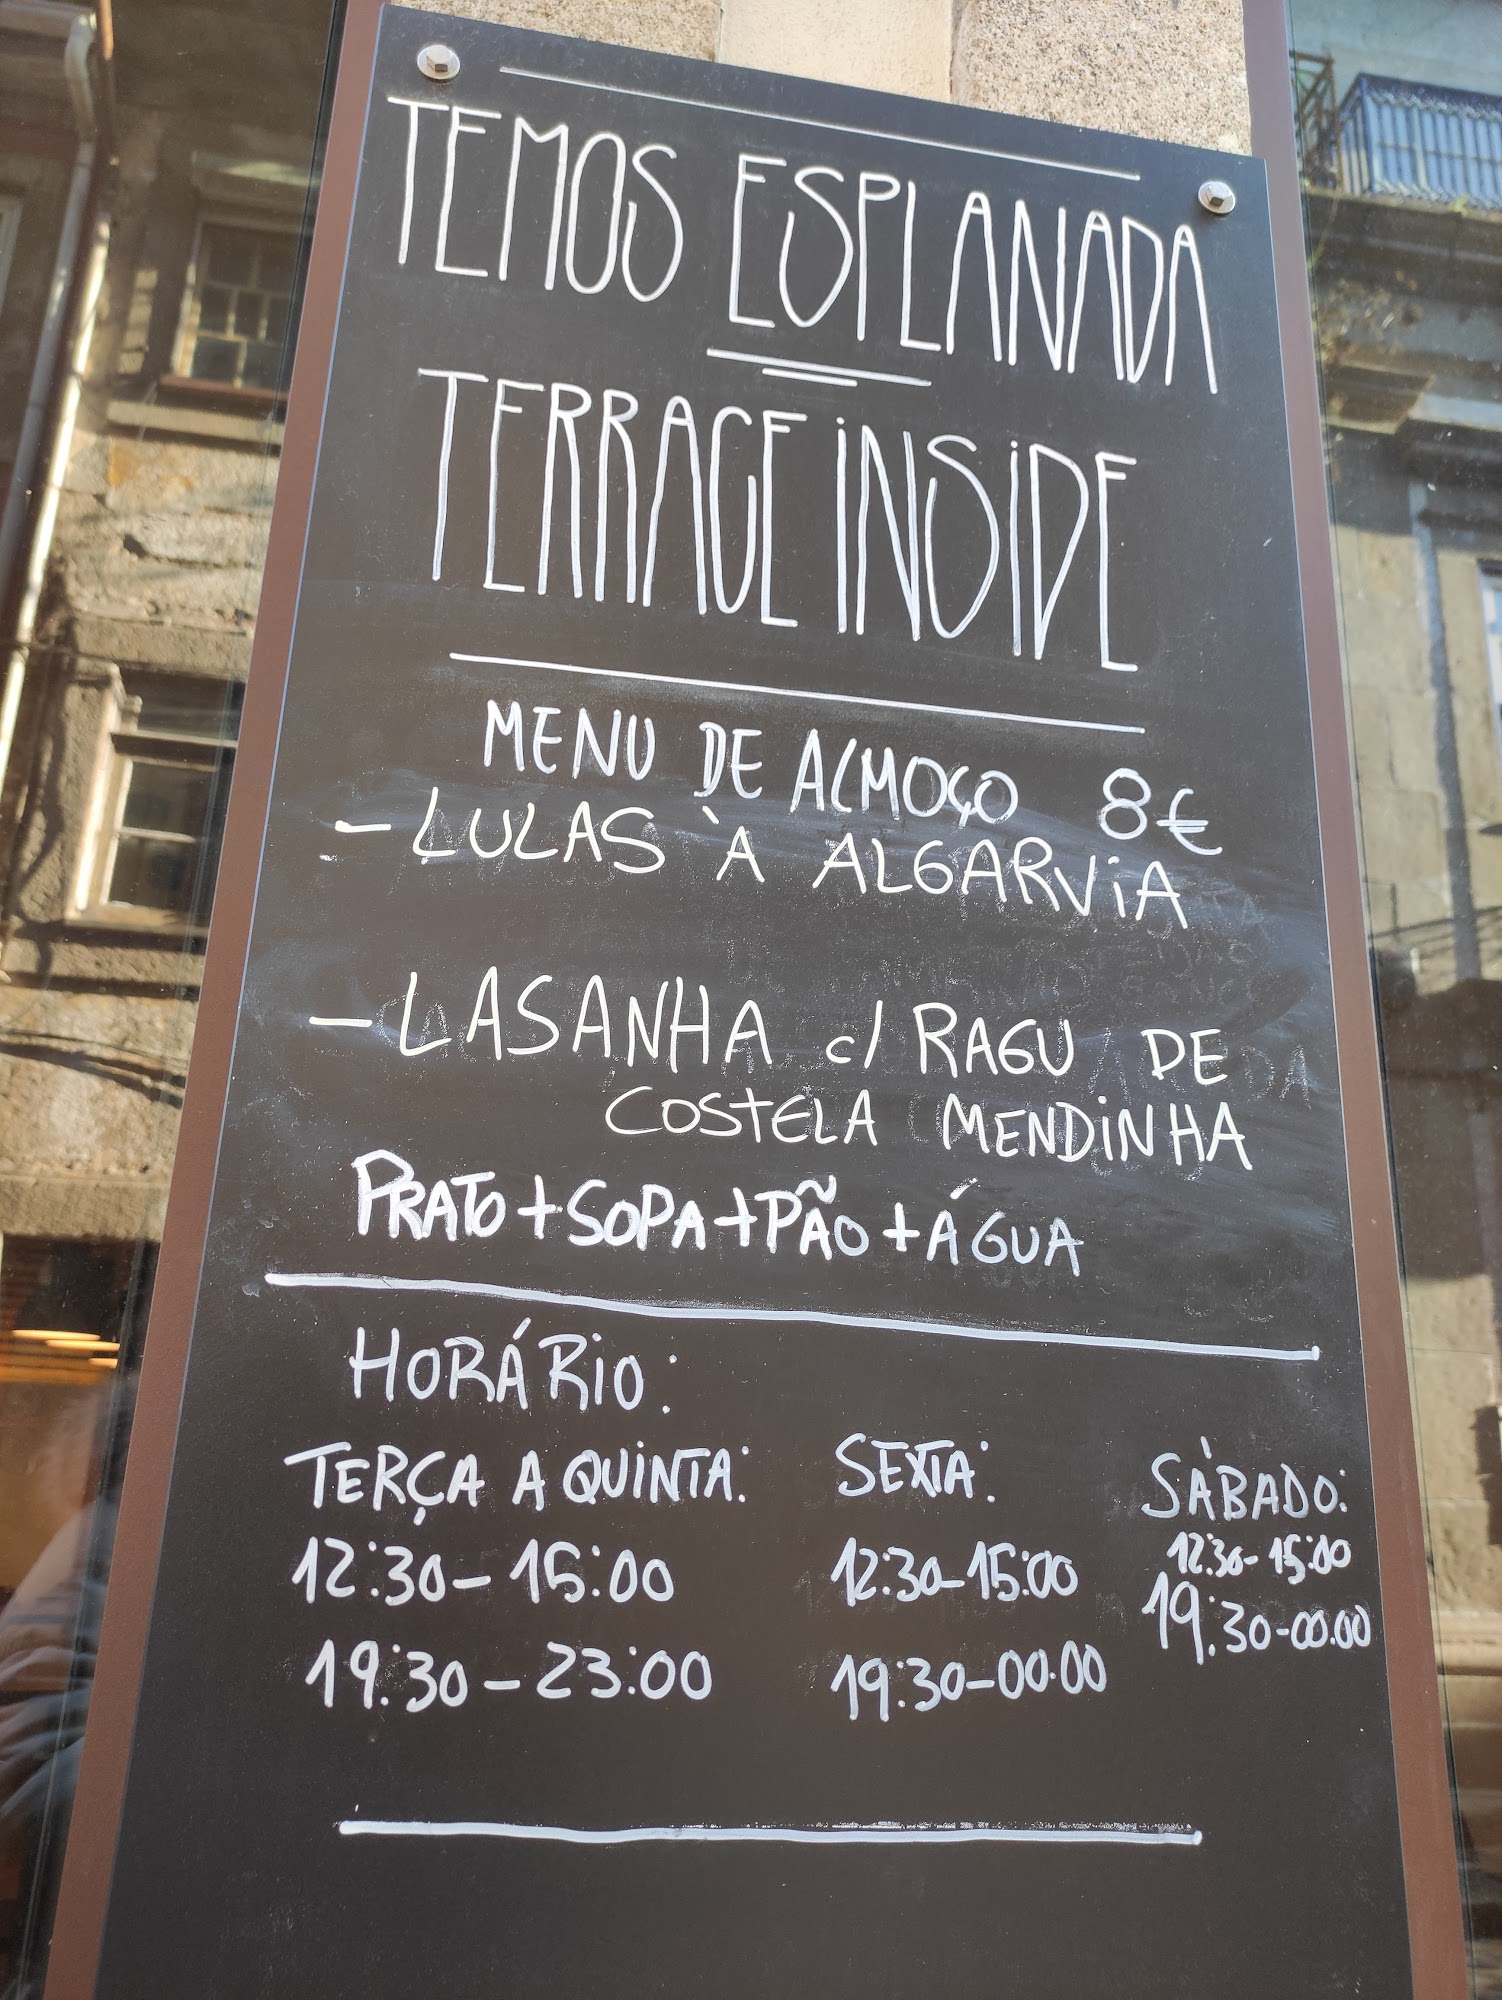 TEMOS ESPLANADA
TERRACE INSIDE
MENU DE ALMOÇO 8€
- LULAS À ALGARVIA
- LASANHA c/ RAGU DE
COSTELA MENDINHA
PRATO+SOPA+PÃO+ÁGUA
HORÁRIO:
TERÇA A QUINTA:
12:30-15:00
19:30-23:00
SEXTA:
12:30-15:00
19:30-00:00
SÀBADO:
12:30-15:00
19:30-00:00